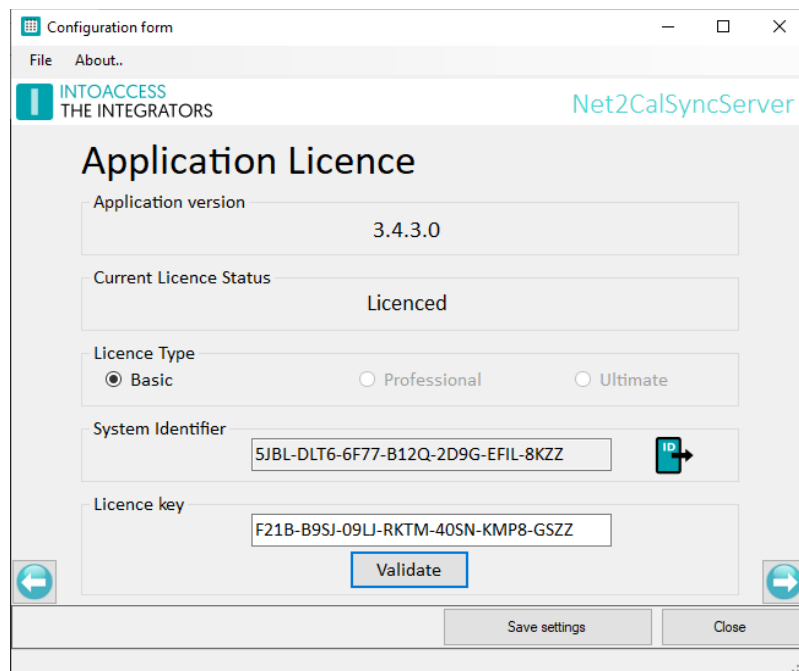 Configuration form
File About..
INTOACCESS
THE INTEGRATORS
Net2CalSyncServer
Application Licence
Application version
3.4.3.0
Current Licence Status
Licenced
Licence Type
Basic Professional Ultimate
System Identifier
5JBL-DLT6-6F77-B12Q-2D9G-EFIL-8KZZ
ID
Licence key
F21B-B9SJ-09LJ-RKTM-40SN-KMP8-GSZZ
Validate
Save settings Close